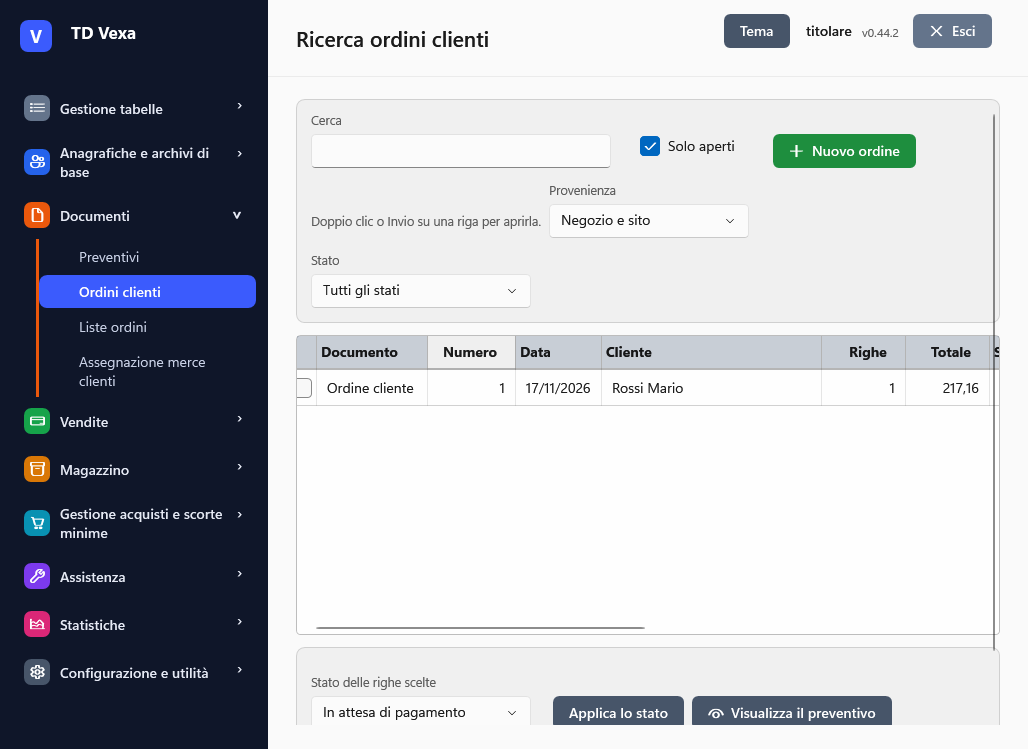 V
TD Vexa
Gestione tabelle
Anagrafiche e archivi di
base
Documenti
Preventivi
Ordini clienti
Liste ordini
Assegnazione merce
clienti
Vendite
Magazzino
Gestione acquisti e scorte
minime
Assistenza
Statistiche
Configurazione e utilità
Ricerca ordini clienti
Tema
titolare v0.44.2
Esci
Cerca
Solo aperti
Nuovo ordine
Provenienza
Doppio clic o Invio su una riga per aprirla.
Negozio e sito
Stato
Tutti gli stati
Documento Numero Data Cliente Righe Totale
Ordine cliente 1 17/11/2026 Rossi Mario 1 217,16
Stato delle righe scelte
In attesa di pagamento
Applica lo stato
Visualizza il preventivo